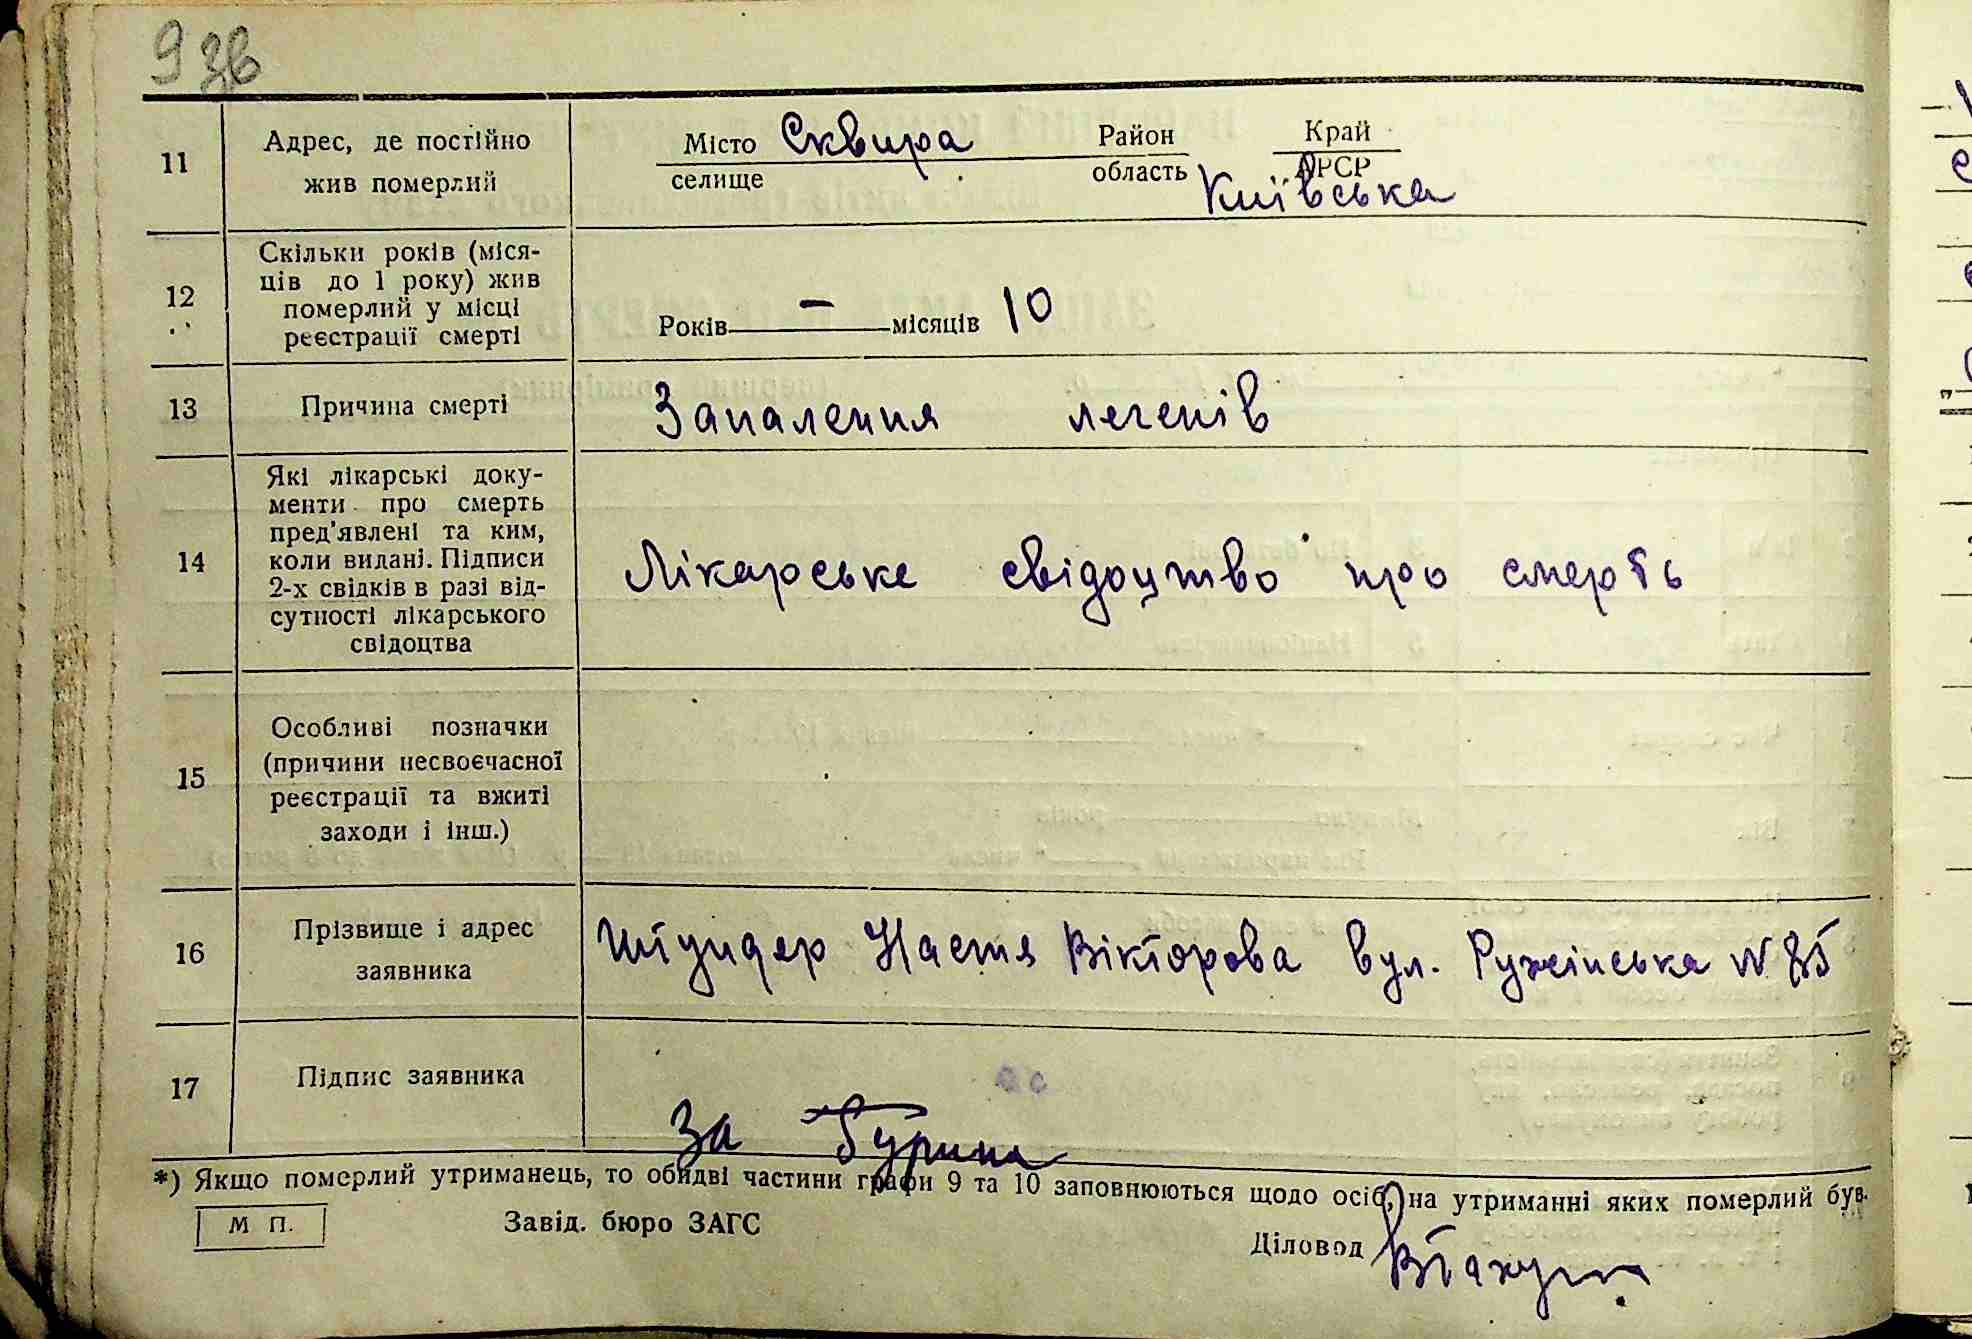 9 зв
11
Адрес, де постійно
жив померлий
Місто Сквира Район Край
селище область АРСР
Київська
12
Скільки років (міся-
ців до 1 року) жив
померлий у місці
реєстрації смерті
Років — місяців 10
13
Причина смерті
Запалення легенів
14
Які лікарські доку-
менти про смерть
пред'явлені та ким,
коли видані. Підписи
2-х свідків в разі від-
сутності лікарського
свідоцтва
Лікарське свідоцтво про смерть
15
Особливі позначки
(причини несвоєчасної
реєстрації та вжиті
заходи і інш.)
16
Прізвище і адрес
заявника
Штундер Настя Вікторова вул. Ружінська N 85
17
Підпис заявника
За
*) Якщо померлий утриманець, то обидві частини графи 9 та 10 заповнюються щодо осіб, на утриманні яких померлий був.
М П.
Завід. бюро ЗАГС
Діловод